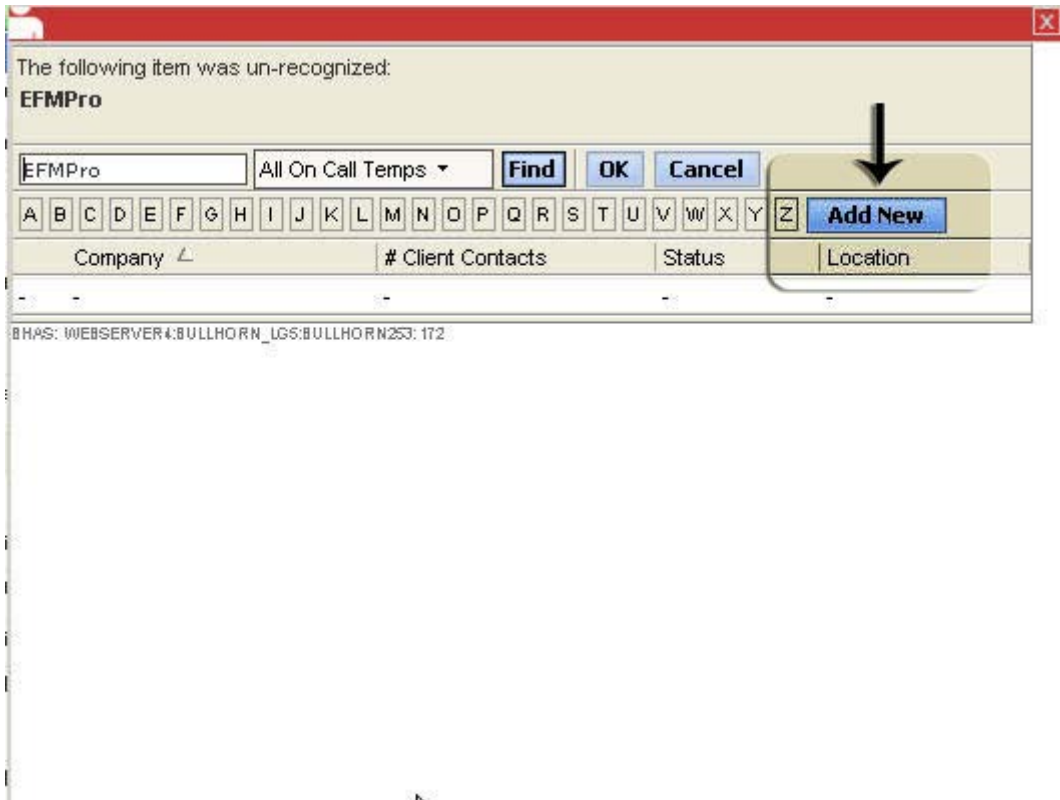 The following item was un-recognized:
EFMPro
EFMPro All On Call Temps Find OK Cancel
A B C D E F G H I J K L M N O P Q R S T U V W X Y Z Add New
Company # Client Contacts Status Location
- - - - -
BHAS: WEBSERVER4:BULLHORN_LGS:BULLHORN253: 172